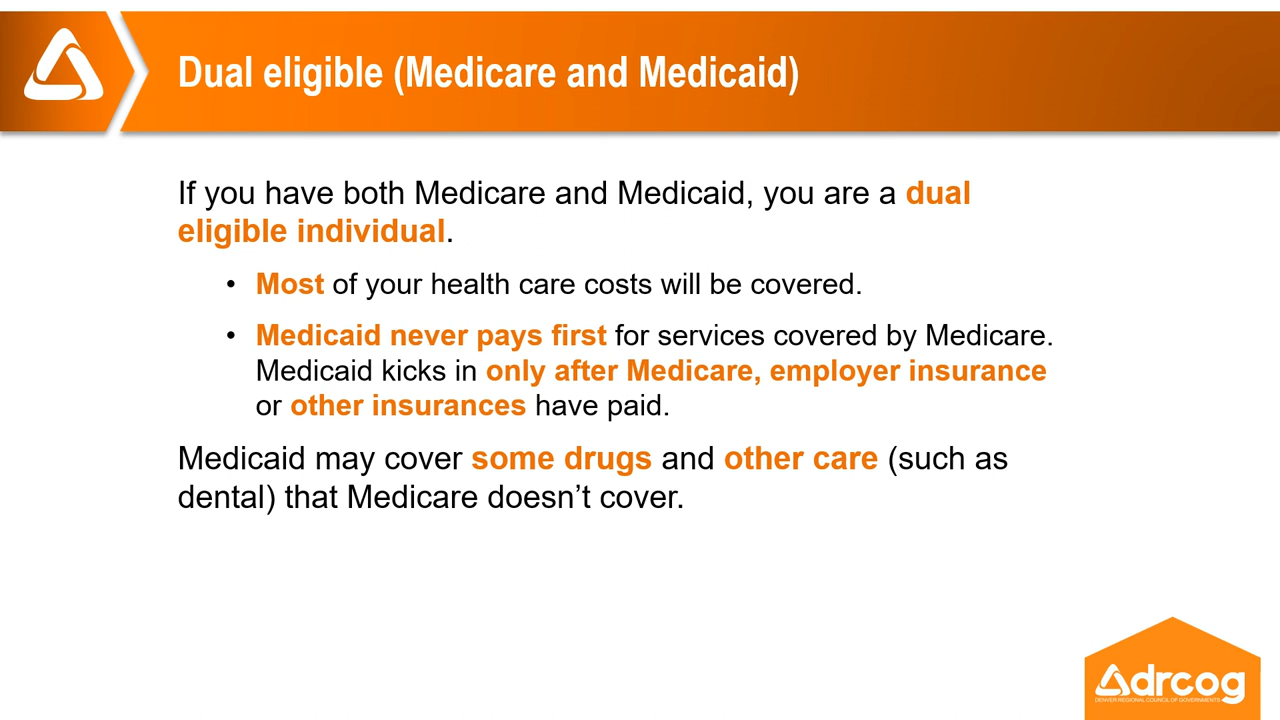 Dual eligible (Medicare and Medicaid)
If you have both Medicare and Medicaid, you are a dual
eligible individual.
• Most of your health care costs will be covered.
• Medicaid never pays first for services covered by Medicare.
Medicaid kicks in only after Medicare, employer insurance
or other insurances have paid.
Medicaid may cover some drugs and other care (such as
dental) that Medicare doesn’t cover.
drcog
DENVER REGIONAL COUNCIL OF GOVERNMENTS